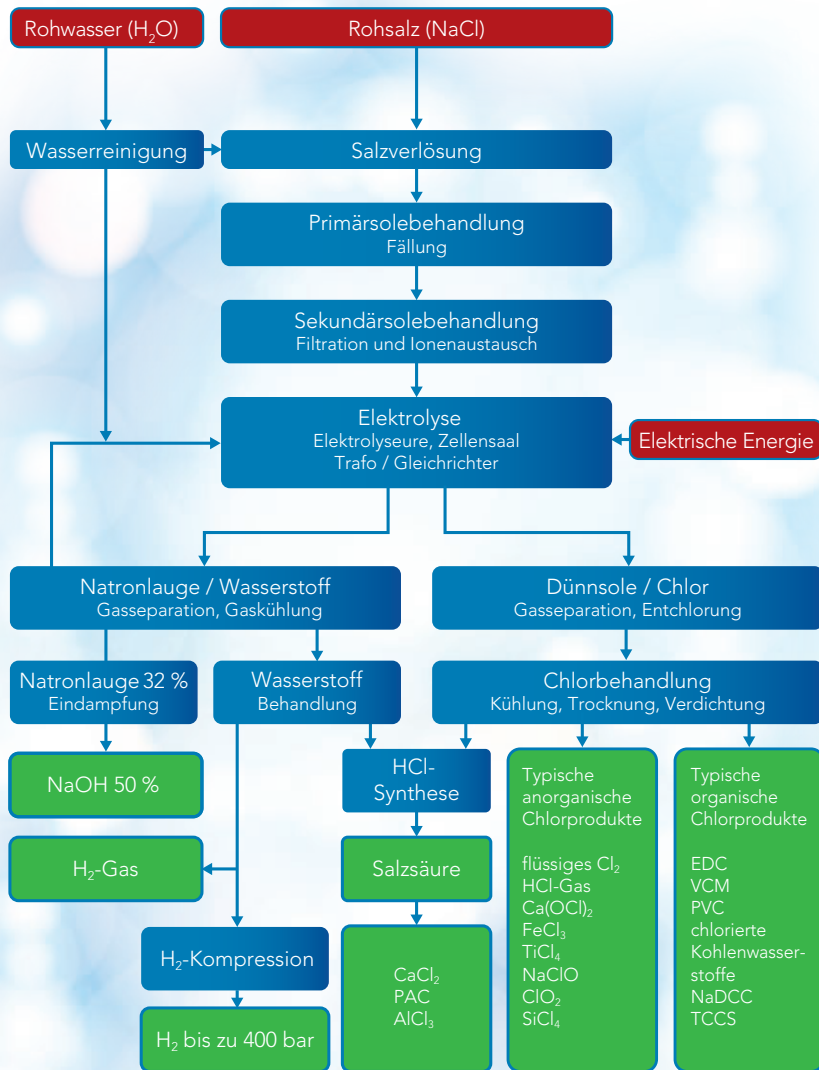 Rohwasser (H₂O)
Rohsalz (NaCl)
Wasserreinigung
Salzverlösung
Primärsolebehandlung
Fällung
Sekundärsolebehandlung
Filtration und Ionenaustausch
Elektrolyse
Elektrolyseure, Zellensaal
Trafo / Gleichrichter
Elektrische Energie
Natronlauge / Wasserstoff
Gasseparation, Gaskühlung
Dünnsole / Chlor
Gasseparation, Entchlorung
Natronlauge 32 %
Eindampfung
Wasserstoff
Behandlung
Chlorbehandlung
Kühlung, Trocknung, Verdichtung
NaOH 50 %
H₂-Gas
HCl-
Synthese
Salzsäure
H₂-Kompression
H₂ bis zu 400 bar
CaCl₂
PAC
AlCl₃
Typische
anorganische
Chlorprodukte
flüssiges Cl₂
HCl-Gas
Ca(OCl)₂
FeCl₃
TiCl₄
NaClO
ClO₂
SiCl₄
Typische
organische
Chlorprodukte
EDC
VCM
PVC
chlorierte
Kohlenwasser-
stoffe
NaDCC
TCCS